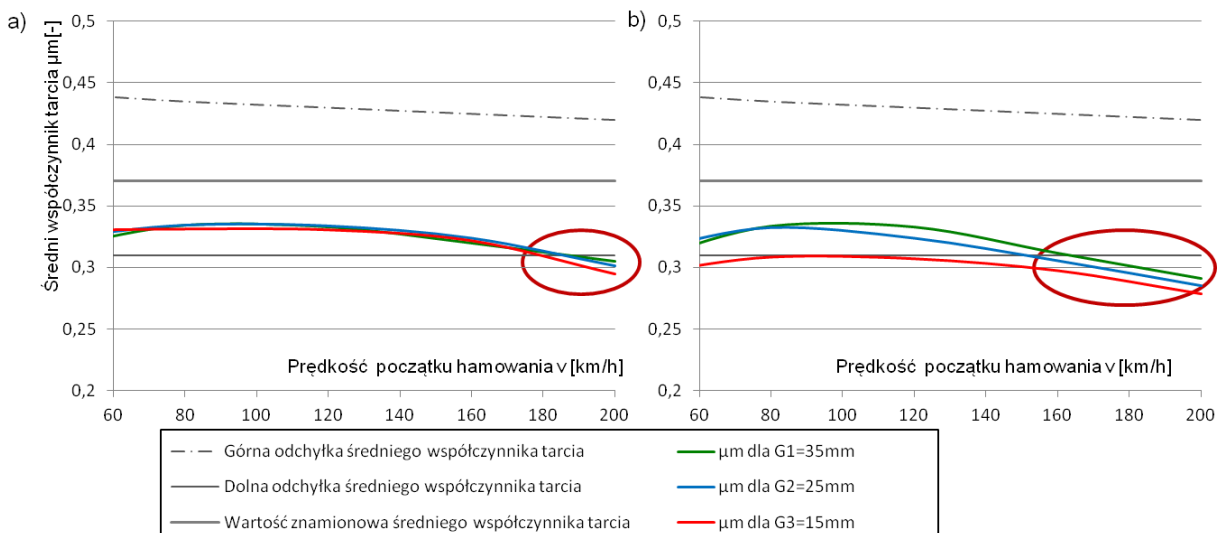 a)
Średni współczynnik tarcia µm[-]
0,5
0,45
0,4
0,35
0,3
0,25
0,2
Prędkość początku hamowania v [km/h]
60 80 100 120 140 160 180 200
b)
0,5
0,45
0,4
0,35
0,3
0,25
0,2
Prędkość początku hamowania v [km/h]
60 80 100 120 140 160 180 200
Górna odchyłka średniego współczynnika tarcia
Dolna odchyłka średniego współczynnika tarcia
Wartość znamionowa średniego współczynnika tarcia
µm dla G1=35mm
µm dla G2=25mm
µm dla G3=15mm